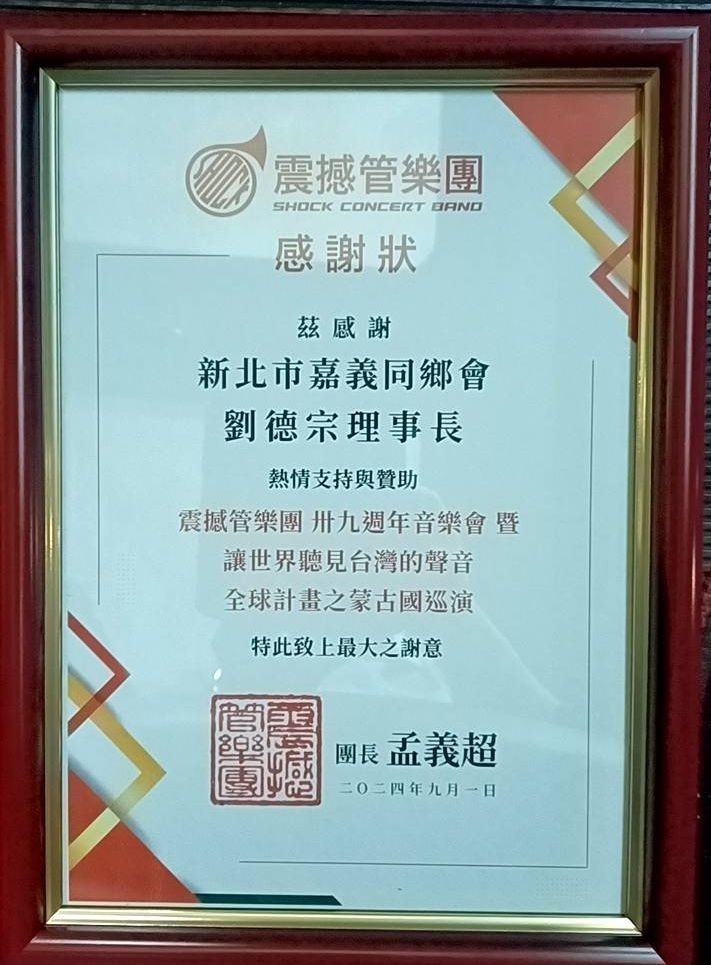 震撼管樂團
SHOCK CONCERT BAND
感謝狀
茲感謝
新北市嘉義同鄉會
劉德宗理事長
熱情支持與贊助
震撼管樂團 卅九週年音樂會 暨
讓世界聽見台灣的聲音
全球計畫之蒙古國巡演
特此致上最大之謝意
震撼管樂團
團長 孟義超
二〇二四年九月一日